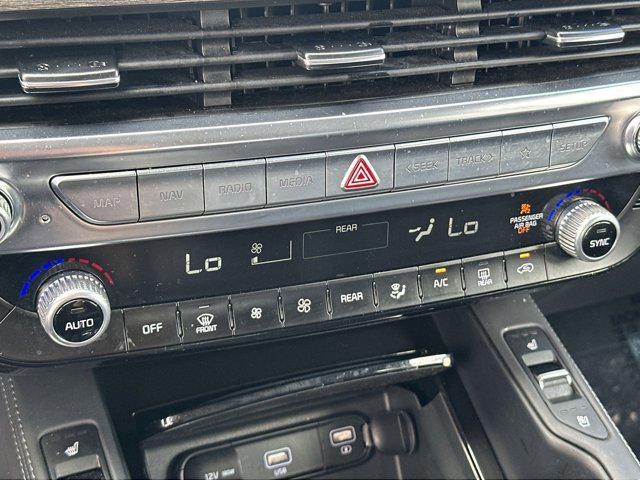 MAP NAV RADIO MEDIA <SEEK TRACK> SETUP
REAR
Lo Lo
PASSENGER
AIR BAG
OFF
SYNC
AUTO
OFF FRONT REAR A/C REAR
12V USB